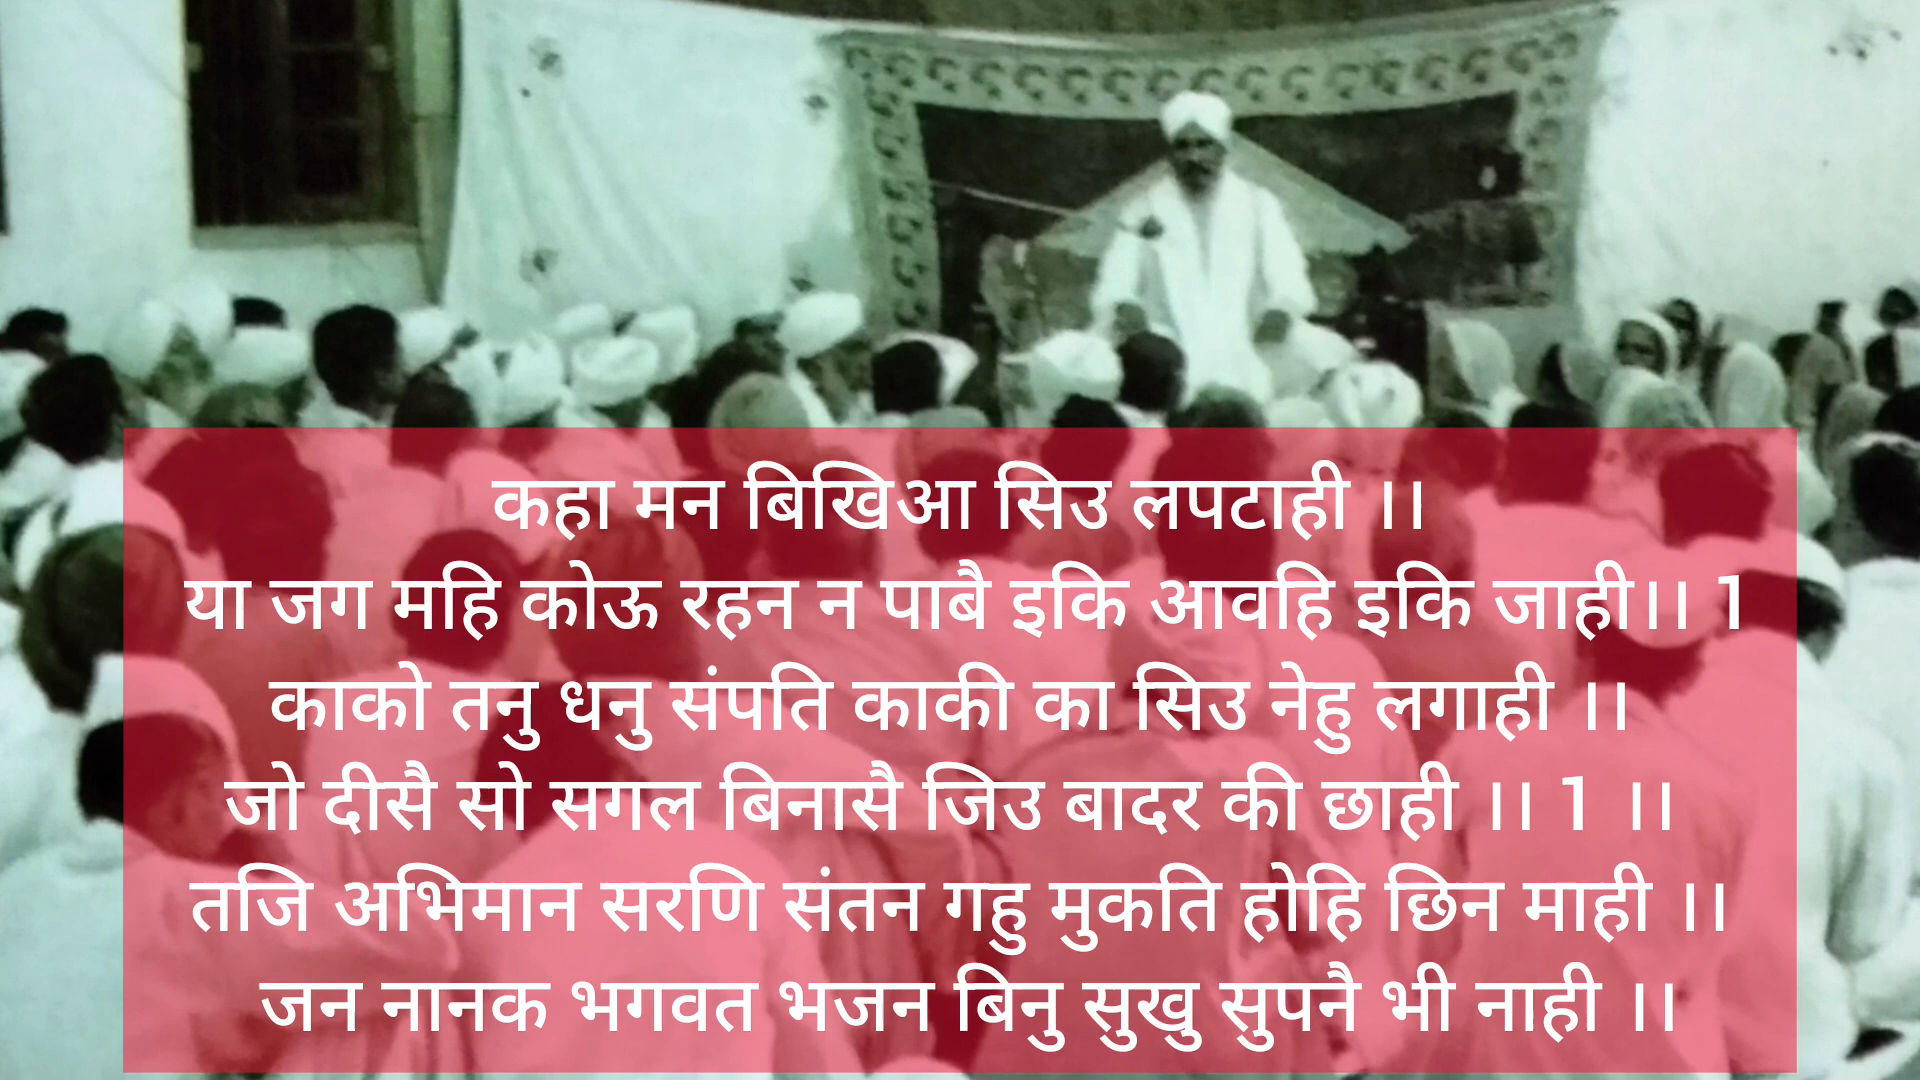 कहा मन बिखिआ सिउ लपटाही ।।
या जग महि कोऊ रहन न पाबै इकि आवहि इकि जाही।। 1
काको तनु धनु संपति काकी का सिउ नेहु लगाही ।।
जो दीसै सो सगल बिनासै जिउ बादर की छाही ।। 1 ।।
तजि अभिमान सरणि संतन गहु मुकति होहि छिन माही ।।
जन नानक भगवत भजन बिनु सुखु सुपनै भी नाही ।।